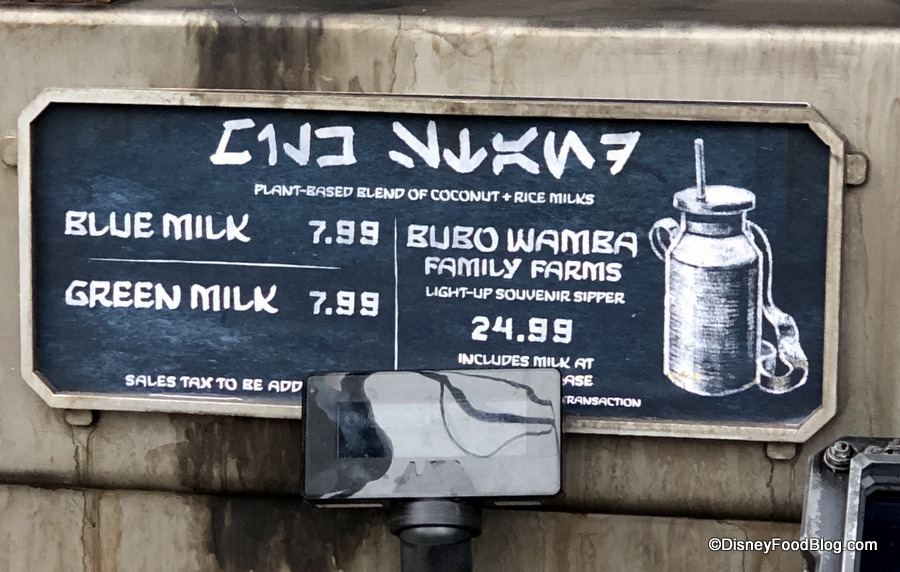 PLANT-BASED BLEND OF COCONUT + RICE MILKS
BLUE MILK 7.99
GREEN MILK 7.99
SALES TAX TO BE
BUBO WAMBA
FAMILY FARMS
LIGHT-UP SOUVENIR SIPPER
24.99
INCLUDES MILK AT
TRANSACTION
©DisneyFoodBlog.com